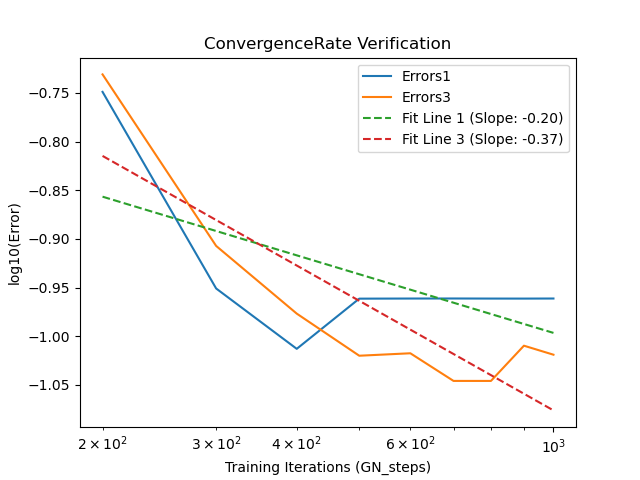 ConvergenceRate Verification
Errors1
Errors3
Fit Line 1 (Slope: -0.20)
Fit Line 3 (Slope: -0.37)
log10(Error)
−0.75
−0.80
−0.85
−0.90
−0.95
−1.00
−1.05
2 × 10²
3 × 10²
4 × 10²
6 × 10²
10³
Training Iterations (GN_steps)